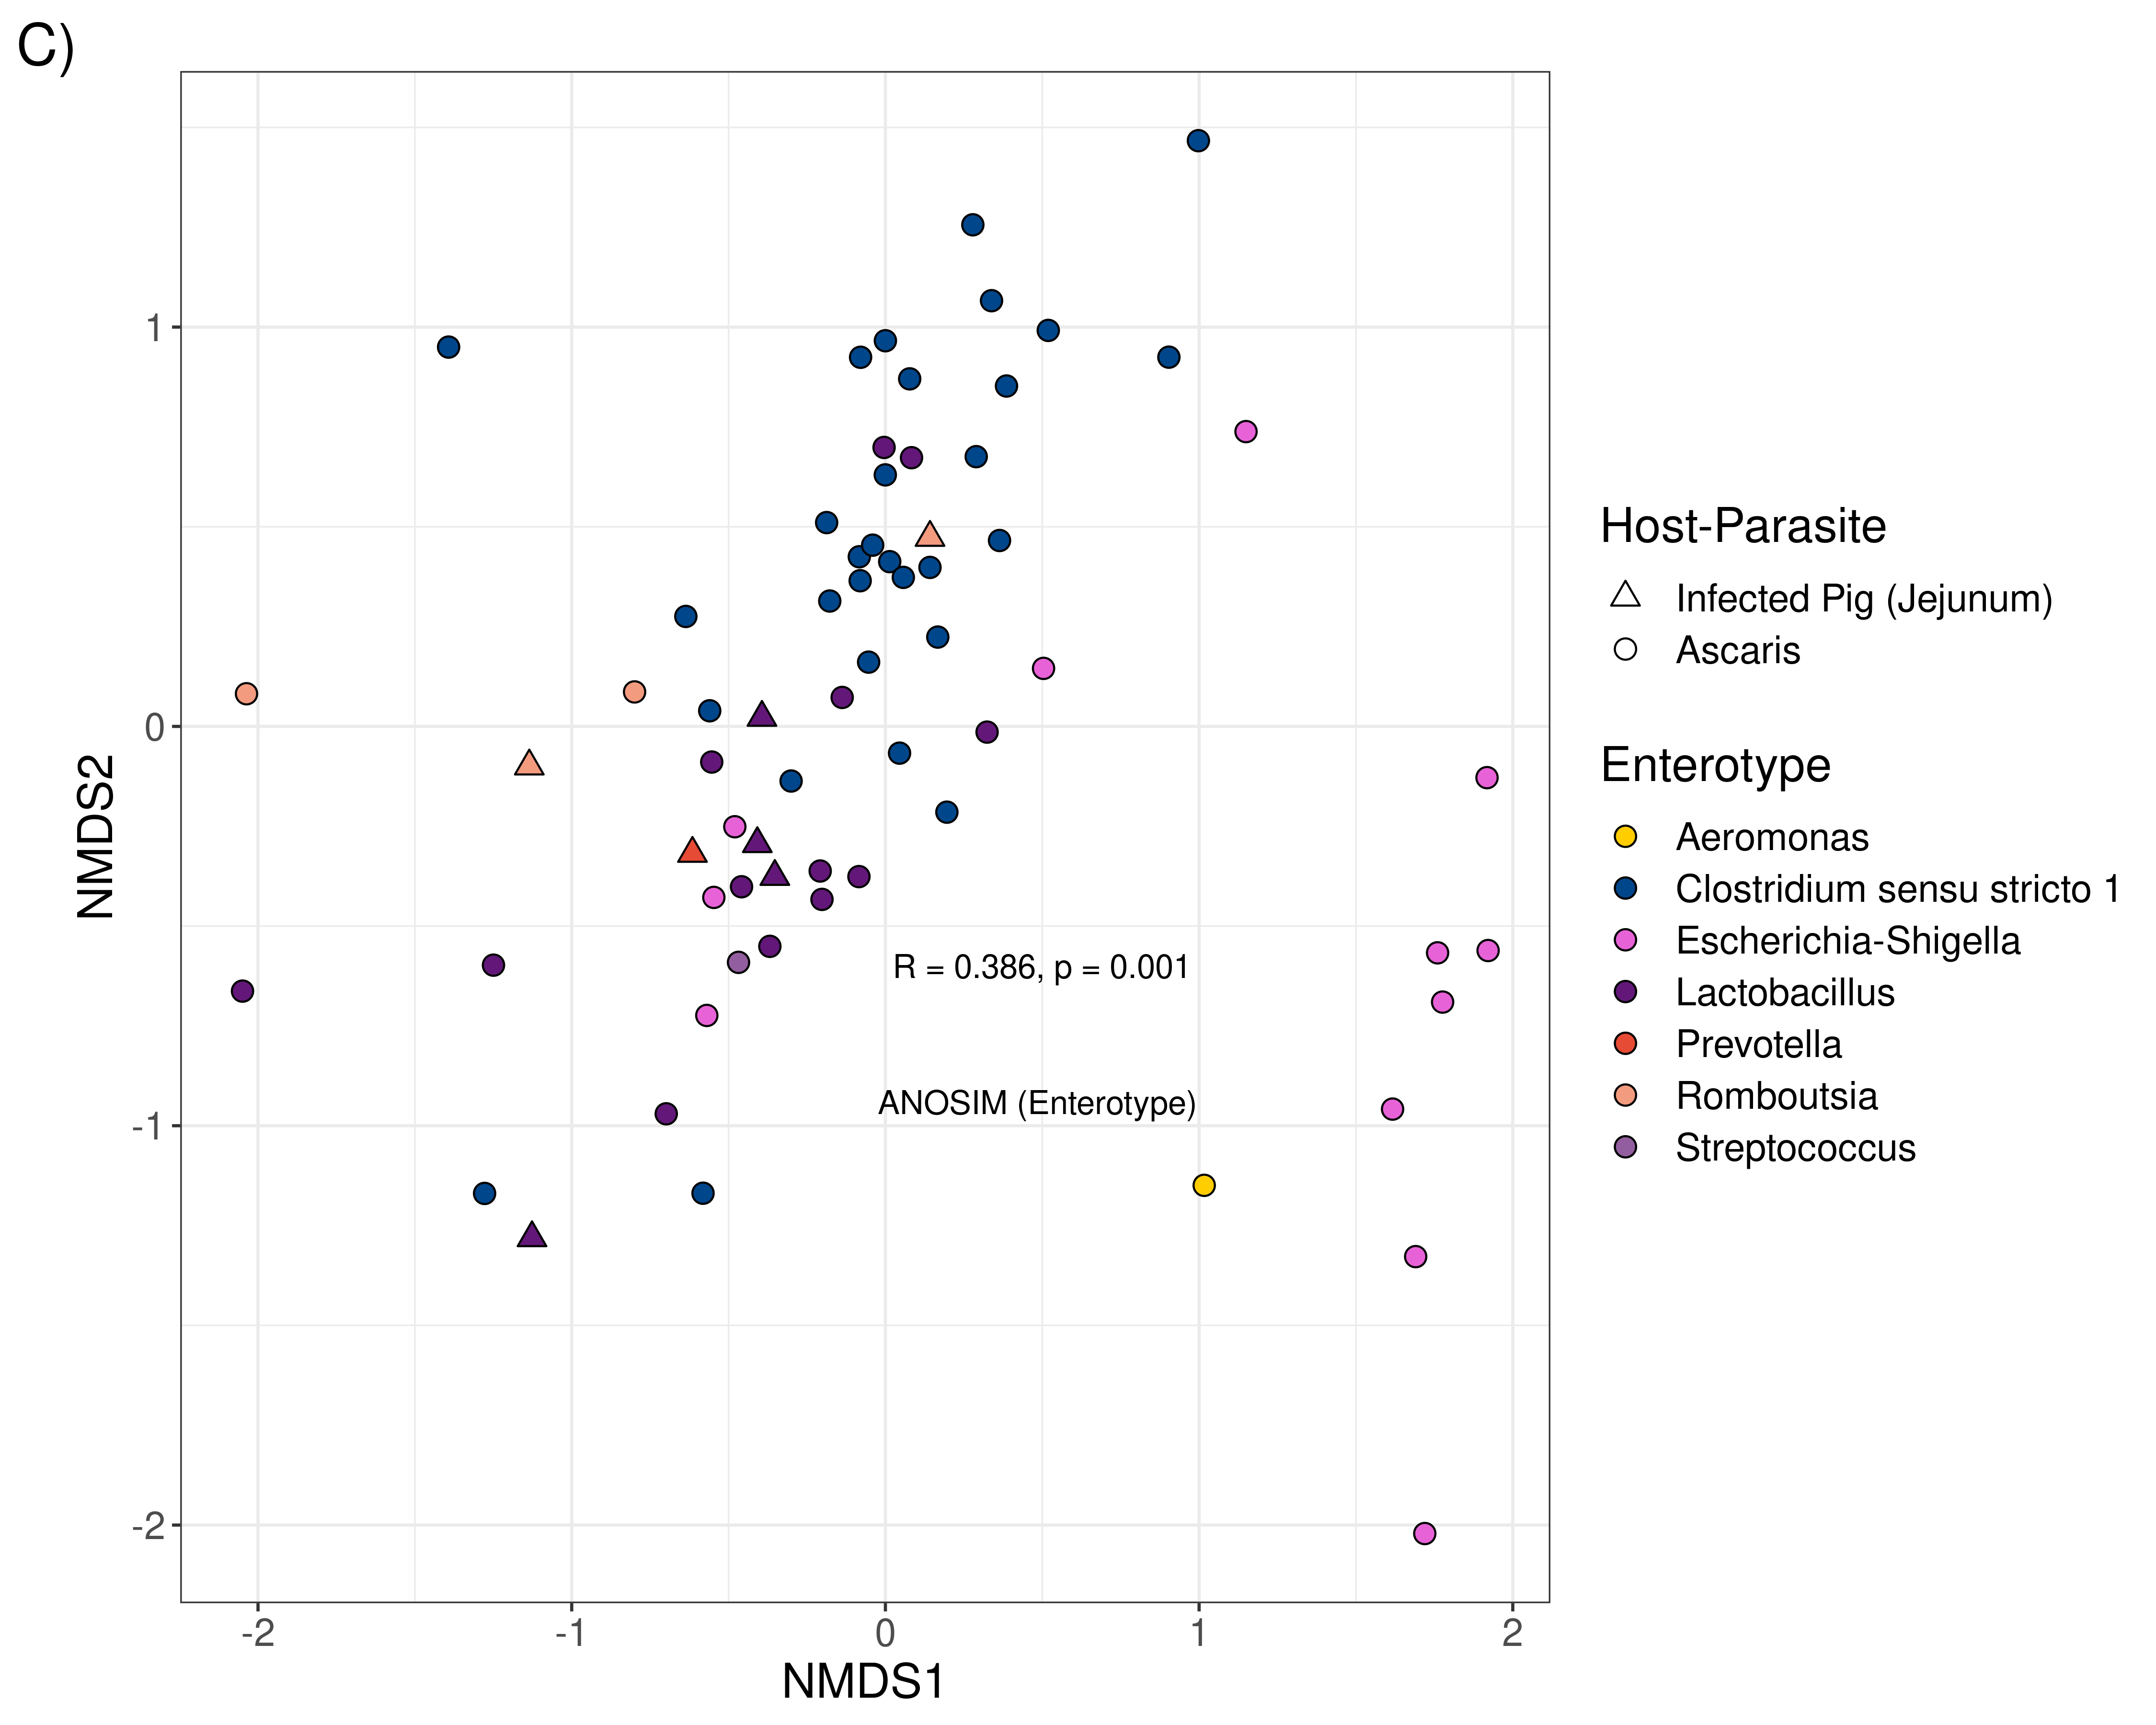 C)
1
0
-1
-2
NMDS2
-2
-1
0
1
2
NMDS1
R = 0.386, p = 0.001
ANOSIM (Enterotype)
Host-Parasite
Infected Pig (Jejunum)
Ascaris
Enterotype
Aeromonas
Clostridium sensu stricto 1
Escherichia-Shigella
Lactobacillus
Prevotella
Romboutsia
Streptococcus